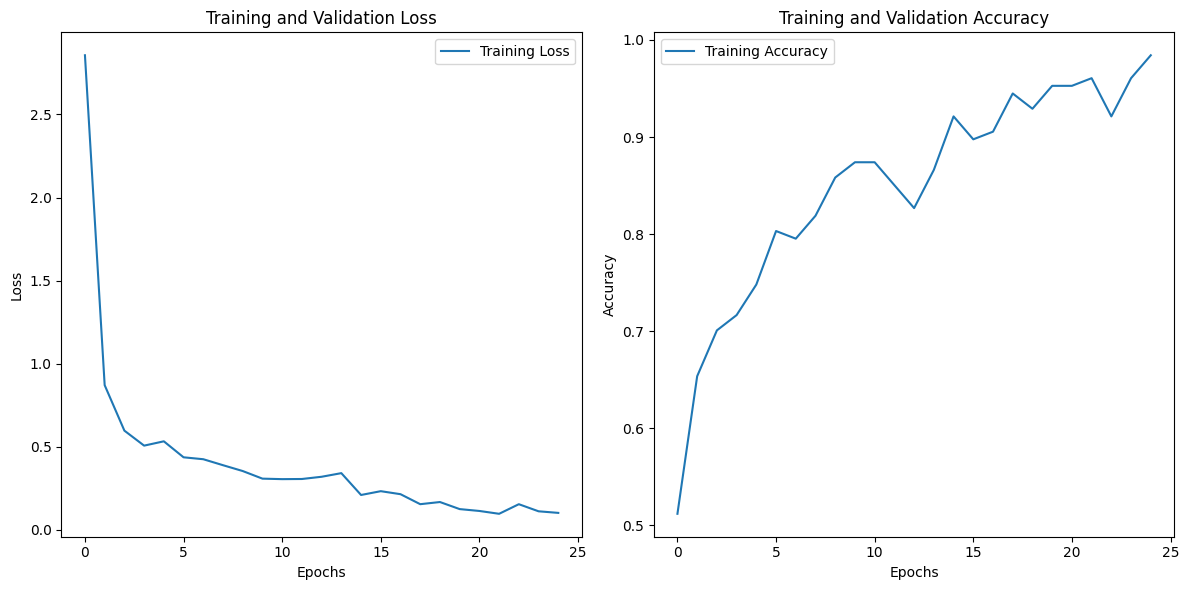 Training and Validation Loss
Training Loss
2.5
2.0
1.5
1.0
0.5
0.0
Loss
0 5 10 15 20 25
Epochs
Training and Validation Accuracy
Training Accuracy
1.0
0.9
0.8
0.7
0.6
0.5
Accuracy
0 5 10 15 20 25
Epochs